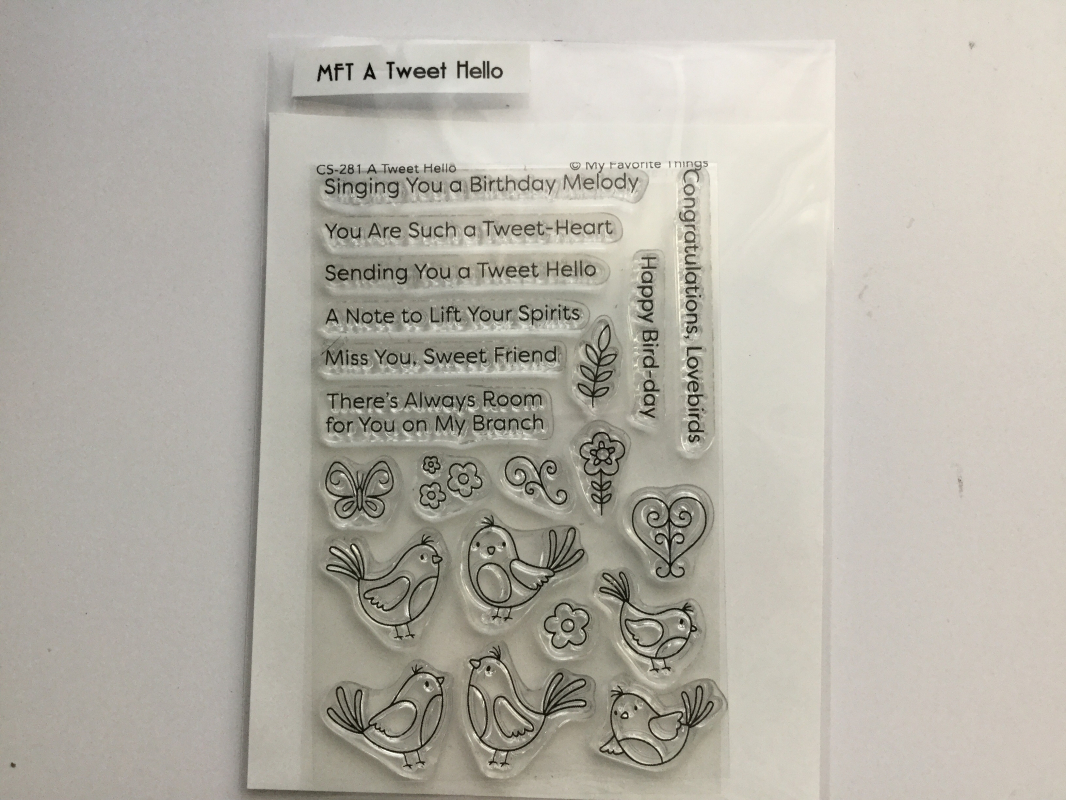 MFT A Tweet Hello
CS-281 A Tweet Hello © My Favorite Things
Singing You a Birthday Melody
You Are Such a Tweet-Heart
Sending You a Tweet Hello
A Note to Lift Your Spirits
Miss You, Sweet Friend
There's Always Room
for You on My Branch
Happy Bird-day
Congratulations, Lovebirds